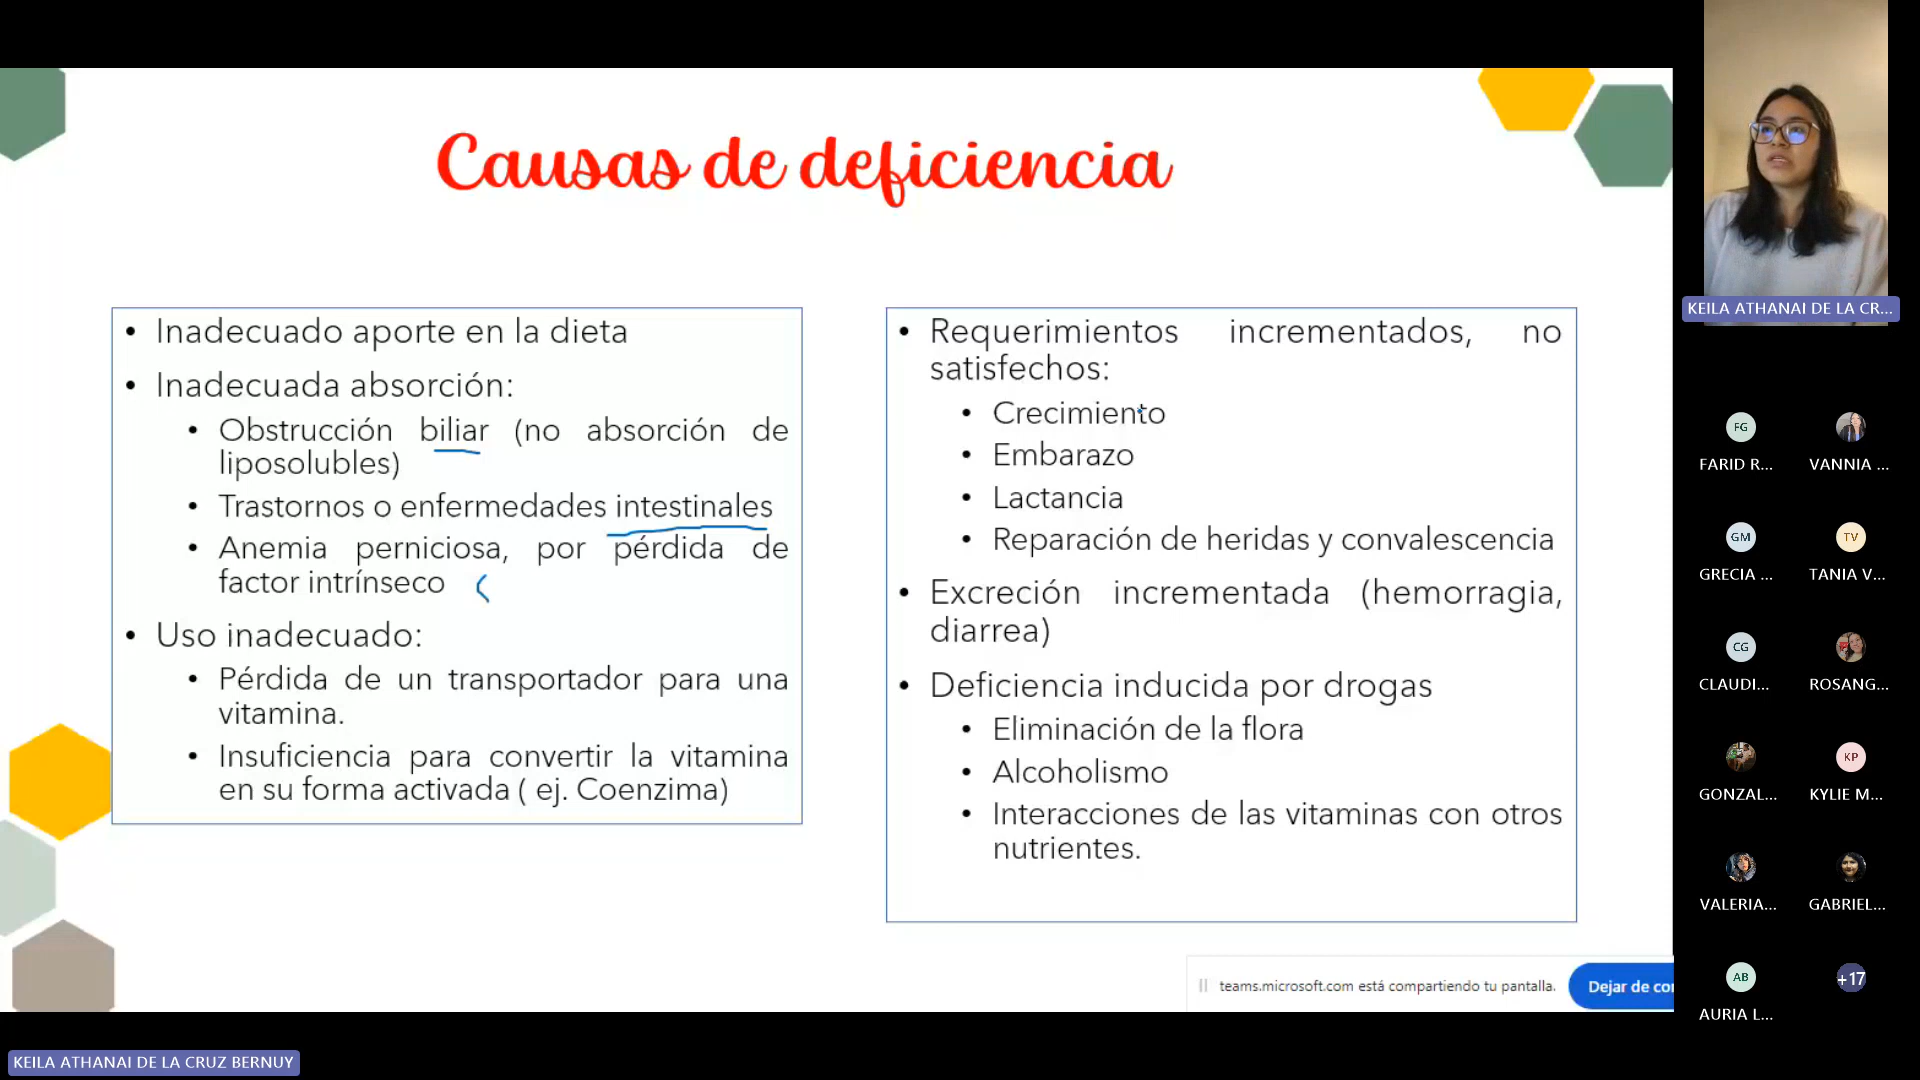 Causas de deficiencia
• Inadecuado aporte en la dieta
• Inadecuada absorción:
• Obstrucción biliar (no absorción de
liposolubles)
• Trastornos o enfermedades intestinales
• Anemia perniciosa, por pérdida de
factor intrínseco (
• Uso inadecuado:
• Pérdida de un transportador para una
vitamina.
• Insuficiencia para convertir la vitamina
en su forma activada ( ej. Coenzima)
• Requerimientos incrementados, no
satisfechos:
• Crecimiento
• Embarazo
• Lactancia
• Reparación de heridas y convalescencia
• Excreción incrementada (hemorragia,
diarrea)
• Deficiencia inducida por drogas
• Eliminación de la flora
• Alcoholismo
• Interacciones de las vitaminas con otros
nutrientes.
teams.microsoft.com está compartiendo tu pantalla.
Dejar de co
KEILA ATHANAI DE LA CR...
FG
FARID R...
VANNIA ...
GM
GRECIA ...
TV
TANIA V...
CG
CLAUDI...
ROSANG...
GONZAL...
KP
KYLIE M...
VALERIA...
GABRIEL...
AB
AURIA L...
+17
KEILA ATHANAI DE LA CRUZ BERNUY